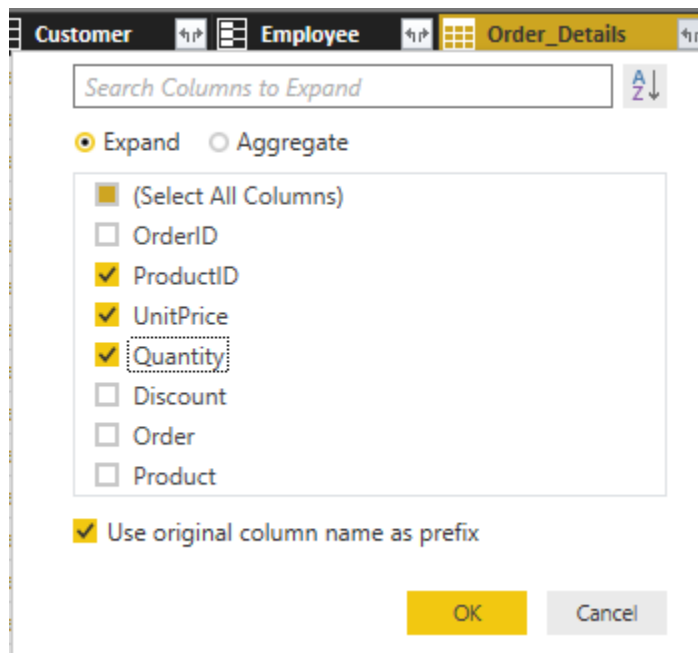 Customer Employee Order_Details
Search Columns to Expand
A
Z
Expand Aggregate
(Select All Columns)
OrderID
ProductID
UnitPrice
Quantity
Discount
Order
Product
Use original column name as prefix
OK Cancel